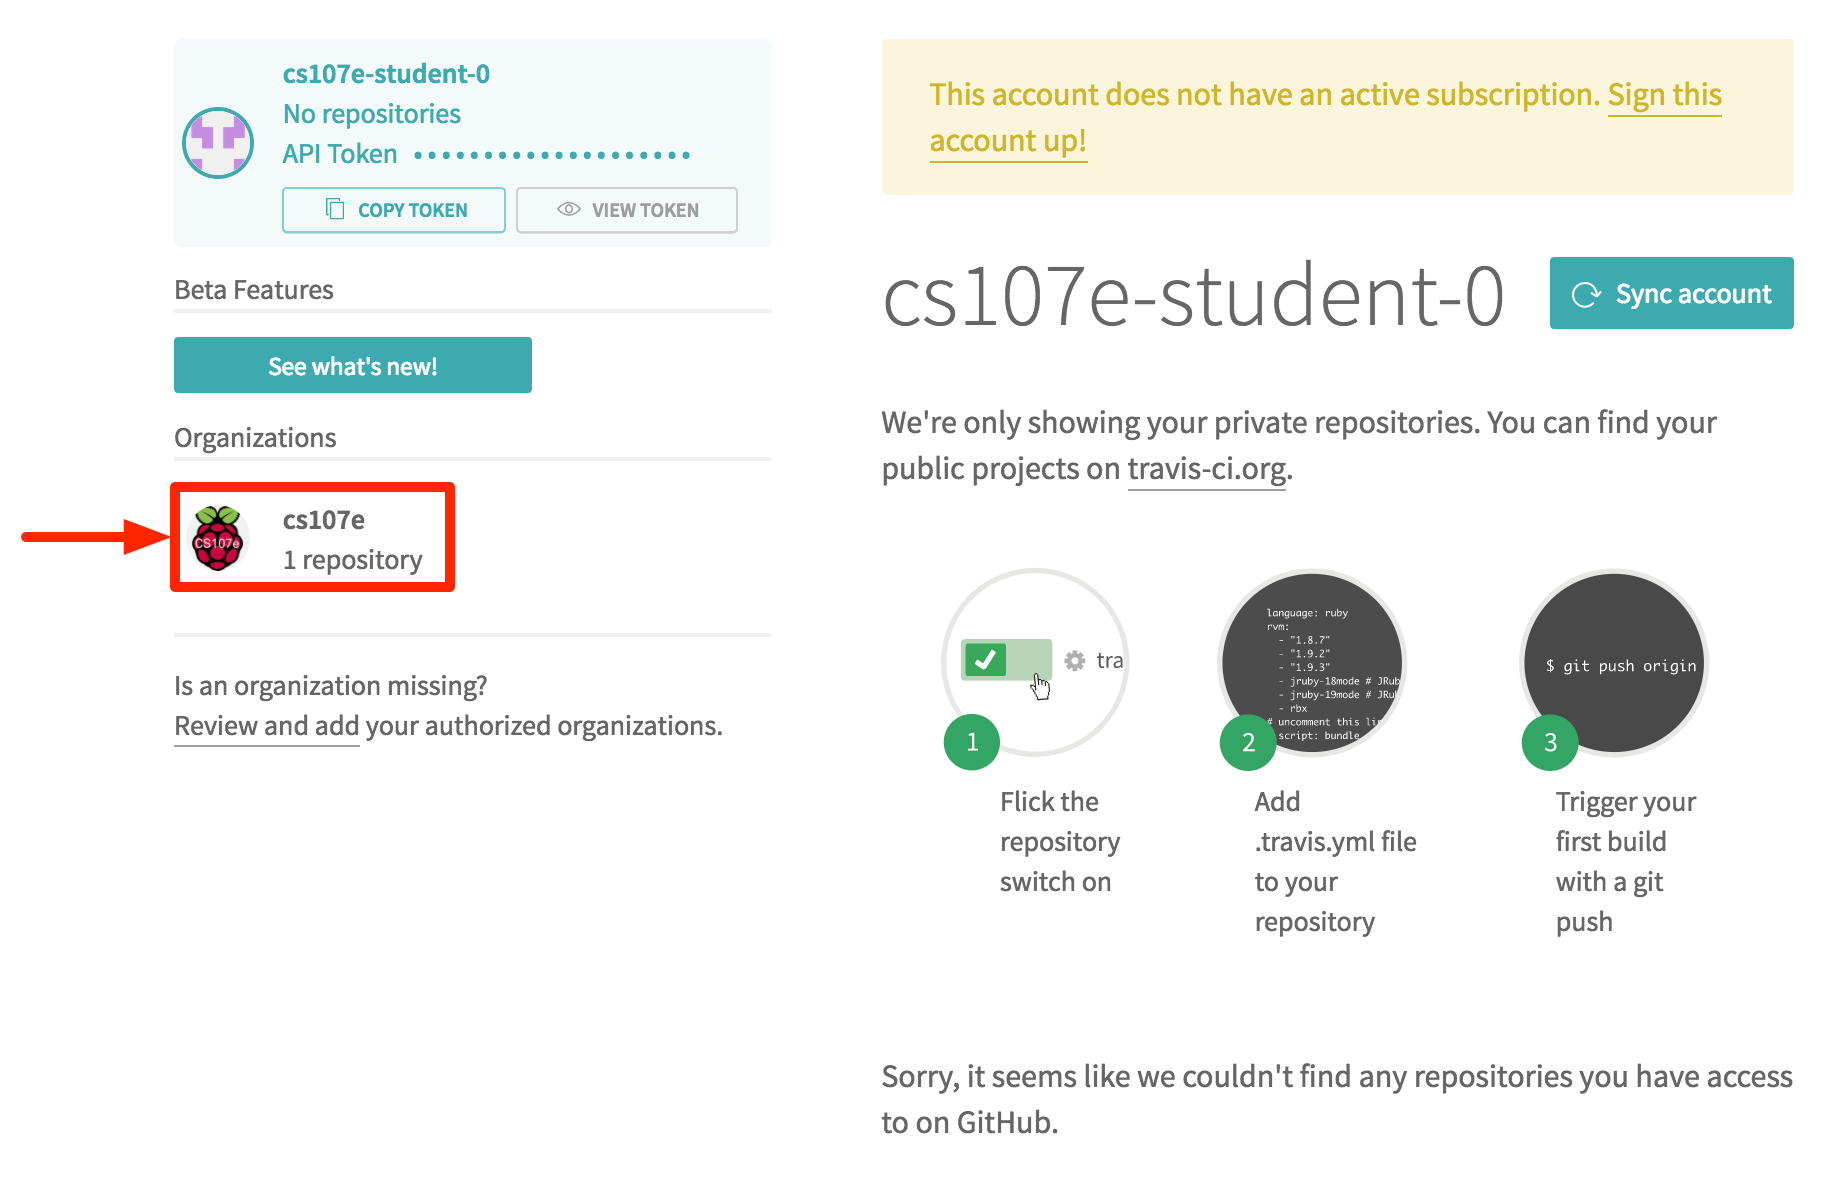 cs107e-student-0
No repositories
API Token
COPY TOKEN
VIEW TOKEN
Beta Features
See what's new!
Organizations
CS107e
cs107e
1 repository
Is an organization missing?
Review and add your authorized organizations.
This account does not have an active subscription. Sign this
account up!
cs107e-student-0
Sync account
We're only showing your private repositories. You can find your
public projects on travis-ci.org.
tra
1
Flick the
repository
switch on
language: ruby
rvm:
- "1.8.7"
- "1.9.2"
- "1.9.3"
- jruby-18mode # JRub
- jruby-19mode # JRu
- rbx
# uncomment this li
script: bundle
2
Add
.travis.yml file
to your
repository
$ git push origin
3
Trigger your
first build
with a git
push
Sorry, it seems like we couldn't find any repositories you have access
to on GitHub.